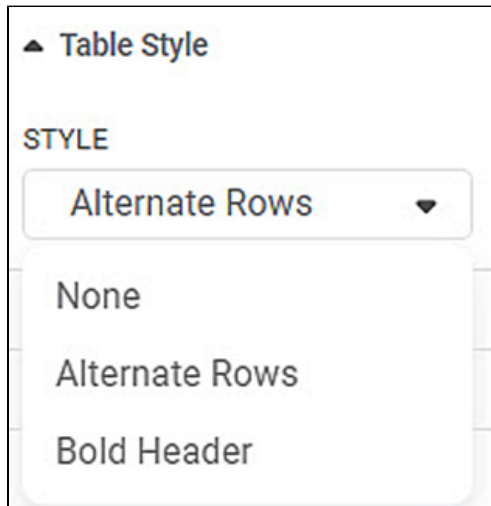 Table Style
STYLE
Alternate Rows
None
Alternate Rows
Bold Header